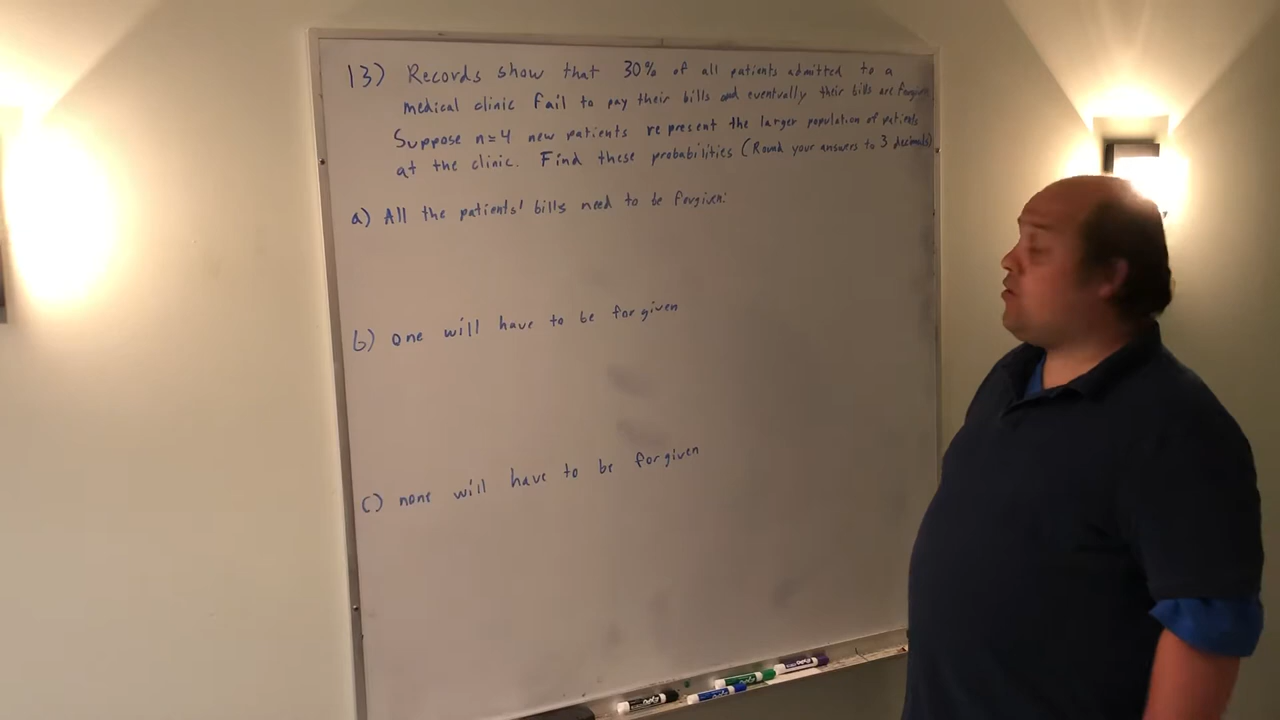 13) Records show that 30% of all patients admitted to a
medical clinic fail to pay their bills and eventually their bills are forgiven.
Suppose n=4 new patients represent the larger population of patients
at the clinic. Find these probabilities (Round your answers to 3 decimals)
a) All the patients' bills need to be forgiven:
b) one will have to be forgiven
c) none will have to be forgiven